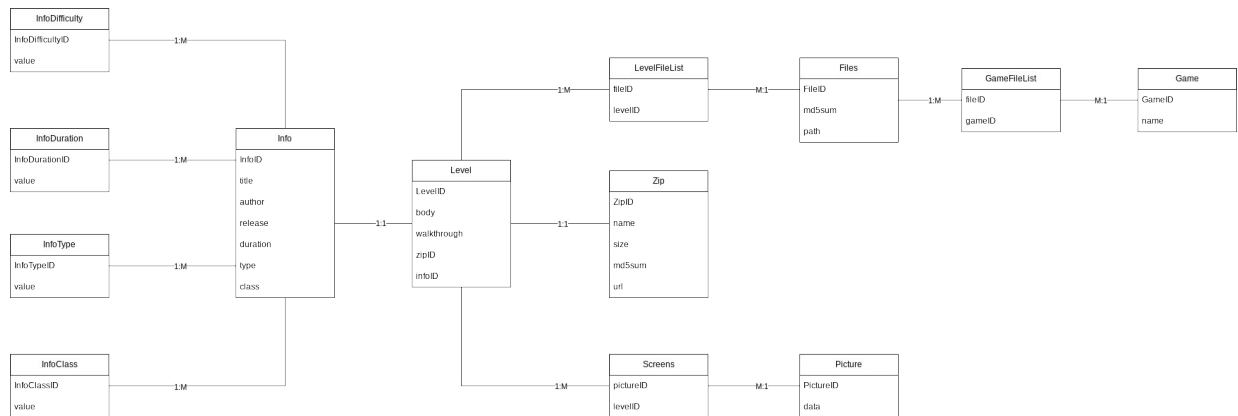 InfoDifficulty
InfoDifficultyID
value
1:M
InfoDuration
InfoDurationID
value
1:M
InfoType
InfoTypeID
value
1:M
InfoClass
InfoClassID
value
1:M
Info
InfoID
title
author
release
duration
type
class
1:1
Level
LevelID
body
walkthrough
zipID
infoID
1:M
LevelFileList
fileID
levelID
M:1
Files
FileID
md5sum
path
1:M
GameFileList
fileID
gameID
M:1
Game
GameID
name
1:1
Zip
ZipID
name
size
md5sum
url
1:M
Screens
pictureID
levelID
M:1
Picture
PictureID
data